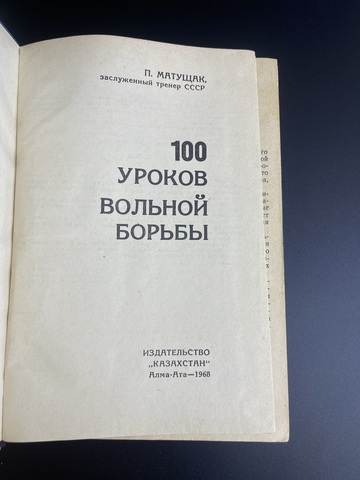 П. МАТУЩАК,
заслуженный тренер СССР
100
УРОКОВ
ВОЛЬНОЙ
БОРЬБЫ
ИЗДАТЕЛЬСТВО
„КАЗАХСТАН"
Алма-Ата—1968